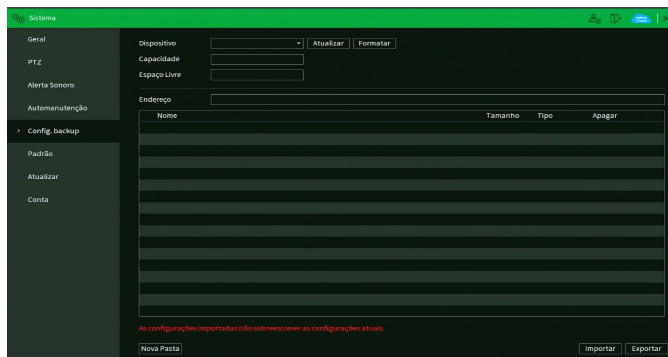 Sistema
Geral
PTZ
Alerta Sonoro
Automanutenção
Config. backup
Padrão
Atualizar
Conta
Dispositivo
Atualizar
Formatar
Capacidade
Espaço Livre
Endereço
Nome Tamanho Tipo Apagar
As configurações importadas irão sobreescrever as configurações atuais.
Nova Pasta
Importar
Exportar